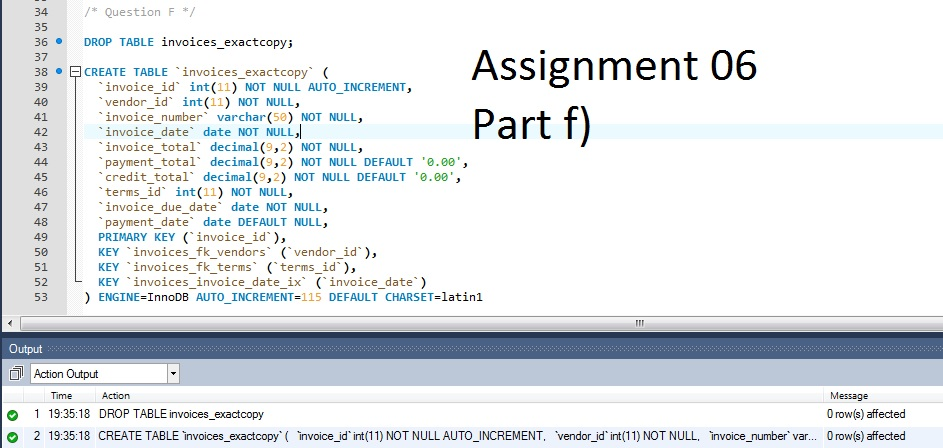 34 /* Question F */
35
36 DROP TABLE invoices_exactcopy;
37
38 CREATE TABLE `invoices_exactcopy` (
39 `invoice_id` int(11) NOT NULL AUTO_INCREMENT,
40 `vendor_id` int(11) NOT NULL,
41 `invoice_number` varchar(50) NOT NULL,
42 `invoice_date` date NOT NULL,
43 `invoice_total` decimal(9,2) NOT NULL,
44 `payment_total` decimal(9,2) NOT NULL DEFAULT '0.00',
45 `credit_total` decimal(9,2) NOT NULL DEFAULT '0.00',
46 `terms_id` int(11) NOT NULL,
47 `invoice_due_date` date NOT NULL,
48 `payment_date` date DEFAULT NULL,
49 PRIMARY KEY (`invoice_id`),
50 KEY `invoices_fk_vendors` (`vendor_id`),
51 KEY `invoices_fk_terms` (`terms_id`),
52 KEY `invoices_invoice_date_ix` (`invoice_date`)
53 ) ENGINE=InnoDB AUTO_INCREMENT=115 DEFAULT CHARSET=latin1
Assignment 06
Part f)
Output
Action Output
Time Action Message
1 19:35:18 DROP TABLE invoices_exactcopy 0 row(s) affected
2 19:35:18 CREATE TABLE `invoices_exactcopy` ( `invoice_id` int(11) NOT NULL AUTO_INCREMENT, `vendor_id` int(11) NOT NULL, `invoice_number` var... 0 row(s) affected